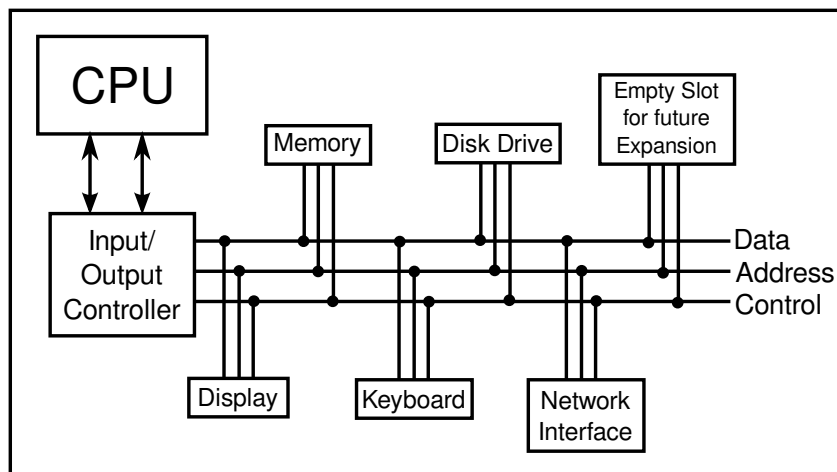 CPU
Memory
Disk Drive
Empty Slot
for future
Expansion
Input/
Output
Controller
Data
Address
Control
Display
Keyboard
Network
Interface